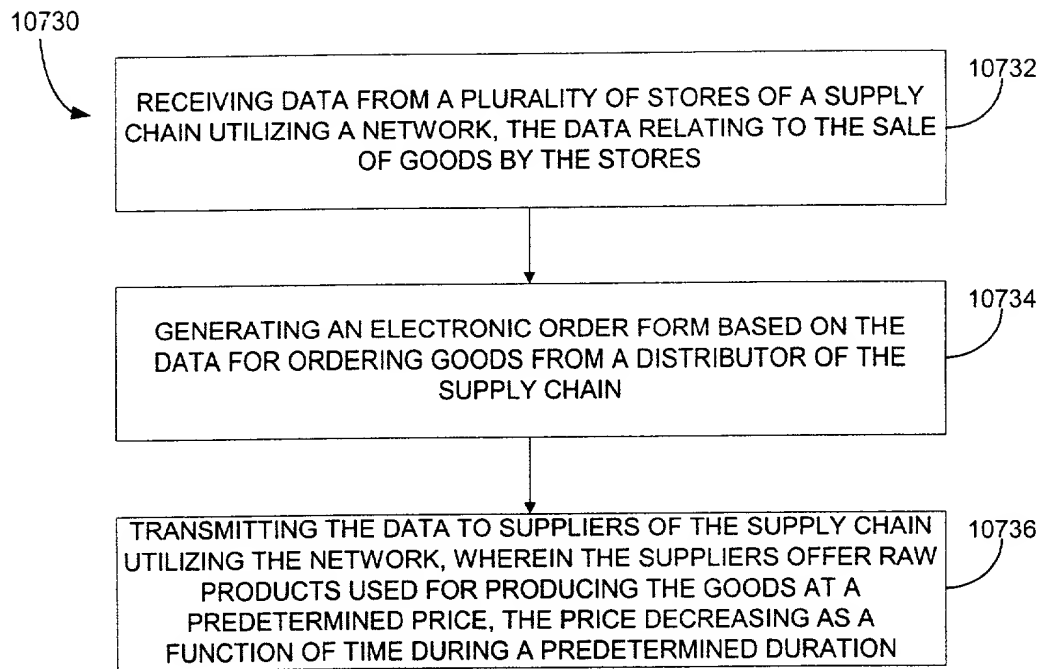 10730
10732
RECEIVING DATA FROM A PLURALITY OF STORES OF A SUPPLY
CHAIN UTILIZING A NETWORK, THE DATA RELATING TO THE SALE
OF GOODS BY THE STORES
10734
GENERATING AN ELECTRONIC ORDER FORM BASED ON THE
DATA FOR ORDERING GOODS FROM A DISTRIBUTOR OF THE
SUPPLY CHAIN
10736
TRANSMITTING THE DATA TO SUPPLIERS OF THE SUPPLY CHAIN
UTILIZING THE NETWORK, WHEREIN THE SUPPLIERS OFFER RAW
PRODUCTS USED FOR PRODUCING THE GOODS AT A
PREDETERMINED PRICE, THE PRICE DECREASING AS A
FUNCTION OF TIME DURING A PREDETERMINED DURATION